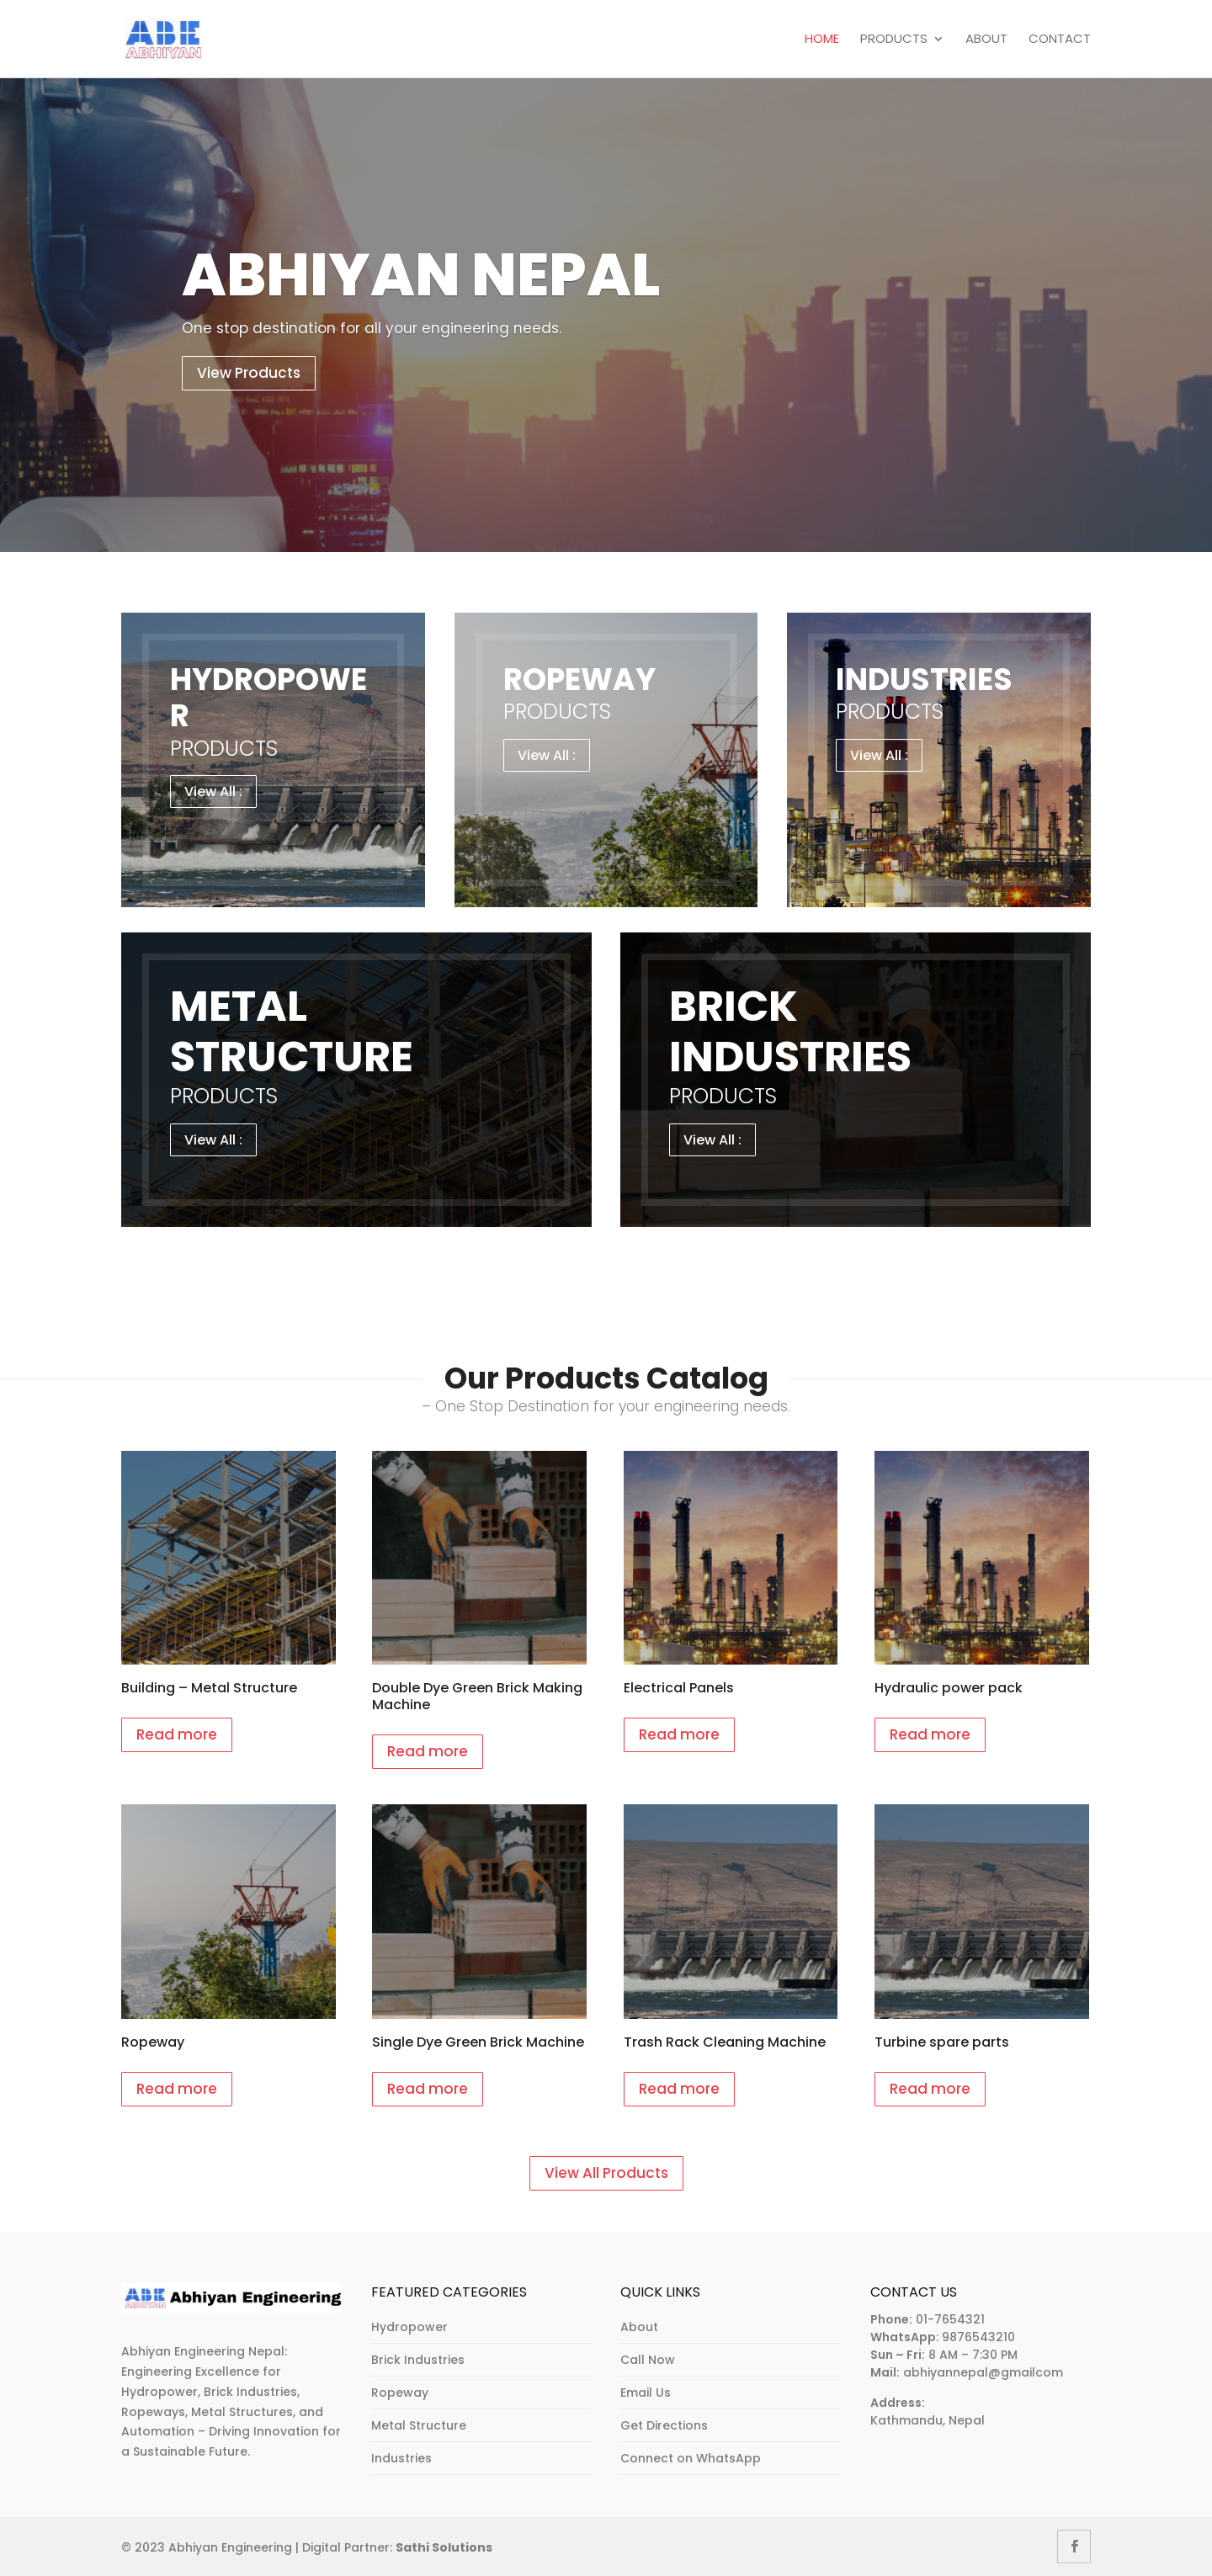 ABE
ABHIYAN
HOME PRODUCTS ABOUT CONTACT
ABHIYAN NEPAL
One stop destination for all your engineering needs.
View Products
HYDROPOWE
R
PRODUCTS
View All :
ROPEWAY
PRODUCTS
View All :
INDUSTRIES
PRODUCTS
View All :
METAL
STRUCTURE
PRODUCTS
View All :
BRICK
INDUSTRIES
PRODUCTS
View All :
Our Products Catalog
– One Stop Destination for your engineering needs.
Building – Metal Structure
Read more
Double Dye Green Brick Making
Machine
Read more
Electrical Panels
Read more
Hydraulic power pack
Read more
Ropeway
Read more
Single Dye Green Brick Machine
Read more
Trash Rack Cleaning Machine
Read more
Turbine spare parts
Read more
View All Products
ABE ABHIYAN Abhiyan Engineering
Abhiyan Engineering Nepal:
Engineering Excellence for
Hydropower, Brick Industries,
Ropeways, Metal Structures, and
Automation – Driving Innovation for
a Sustainable Future.
FEATURED CATEGORIES
Hydropower
Brick Industries
Ropeway
Metal Structure
Industries
QUICK LINKS
About
Call Now
Email Us
Get Directions
Connect on WhatsApp
CONTACT US
Phone: 01-7654321
WhatsApp: 9876543210
Sun – Fri: 8 AM – 7:30 PM
Mail: abhiyannepal@gmailcom
Address:
Kathmandu, Nepal
© 2023 Abhiyan Engineering | Digital Partner: Sathi Solutions